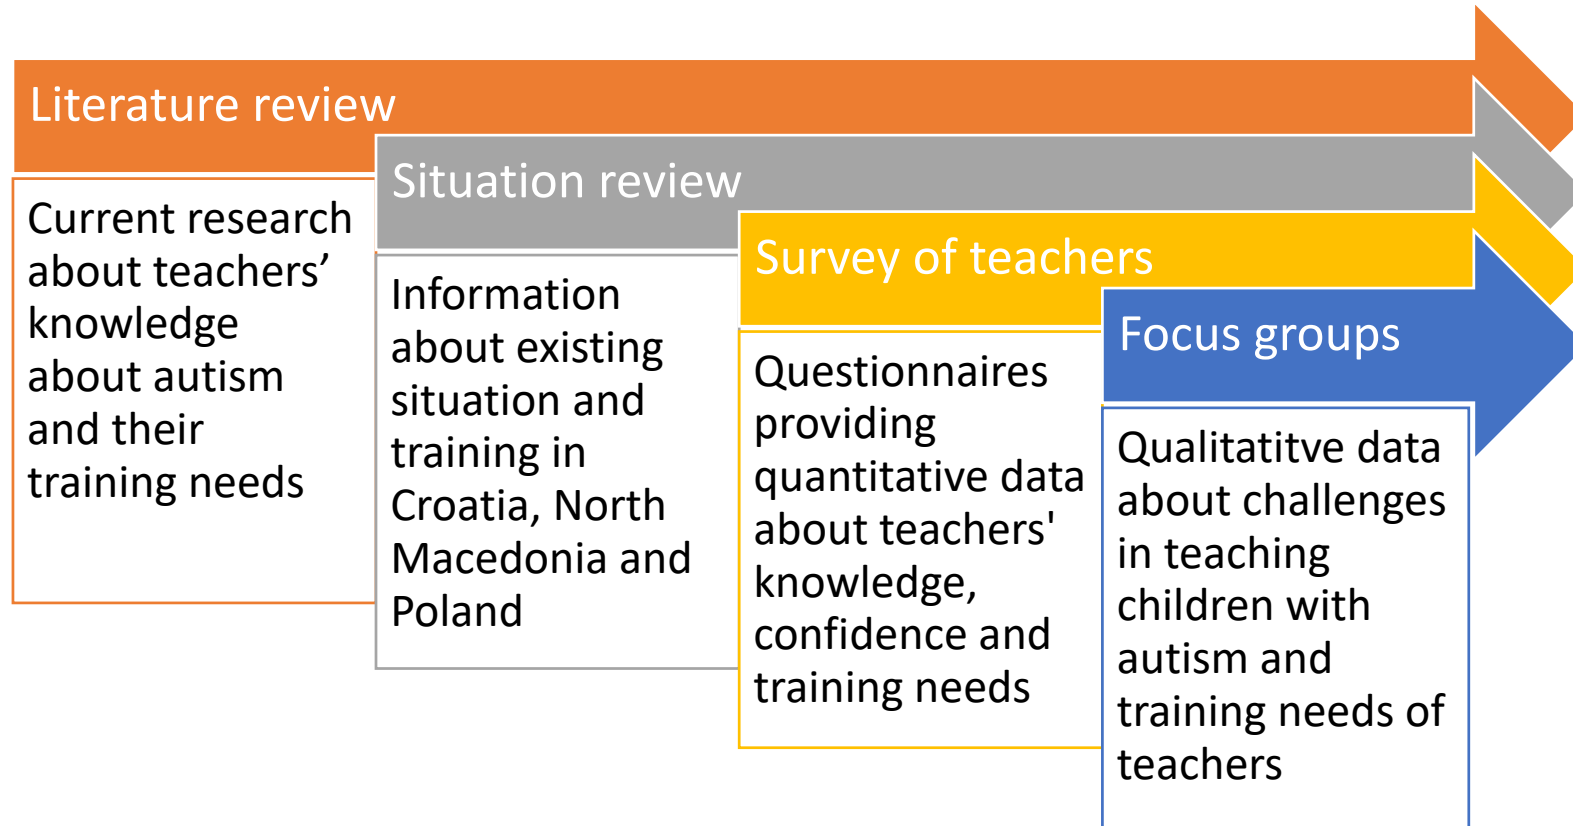 Literature review
Current research
about teachers’
knowledge
about autism
and their
training needs
Situation review
Information
about existing
situation and
training in
Croatia, North
Macedonia and
Poland
Survey of teachers
Questionnaires
providing
quantitative data
about teachers'
knowledge,
confidence and
training needs
Focus groups
Qualitatitve data
about challenges
in teaching
children with
autism and
training needs of
teachers